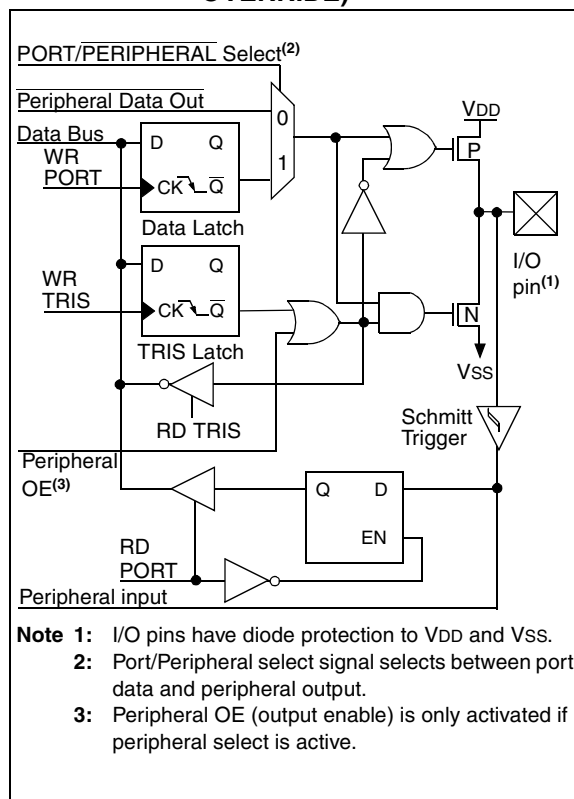 OVERRIDE)
PORT/PERIPHERAL Select(2)
Peripheral Data Out
Data Bus
WR
PORT
D Q
CK Q
Data Latch
0
1
VDD
P
I/O
pin(1)
WR
TRIS
D Q
CK Q
TRIS Latch
N
VSS
RD TRIS
Schmitt
Trigger
Peripheral
OE(3)
Q D
EN
RD
PORT
Peripheral input
Note 1: I/O pins have diode protection to VDD and VSS.
2: Port/Peripheral select signal selects between port
data and peripheral output.
3: Peripheral OE (output enable) is only activated if
peripheral select is active.